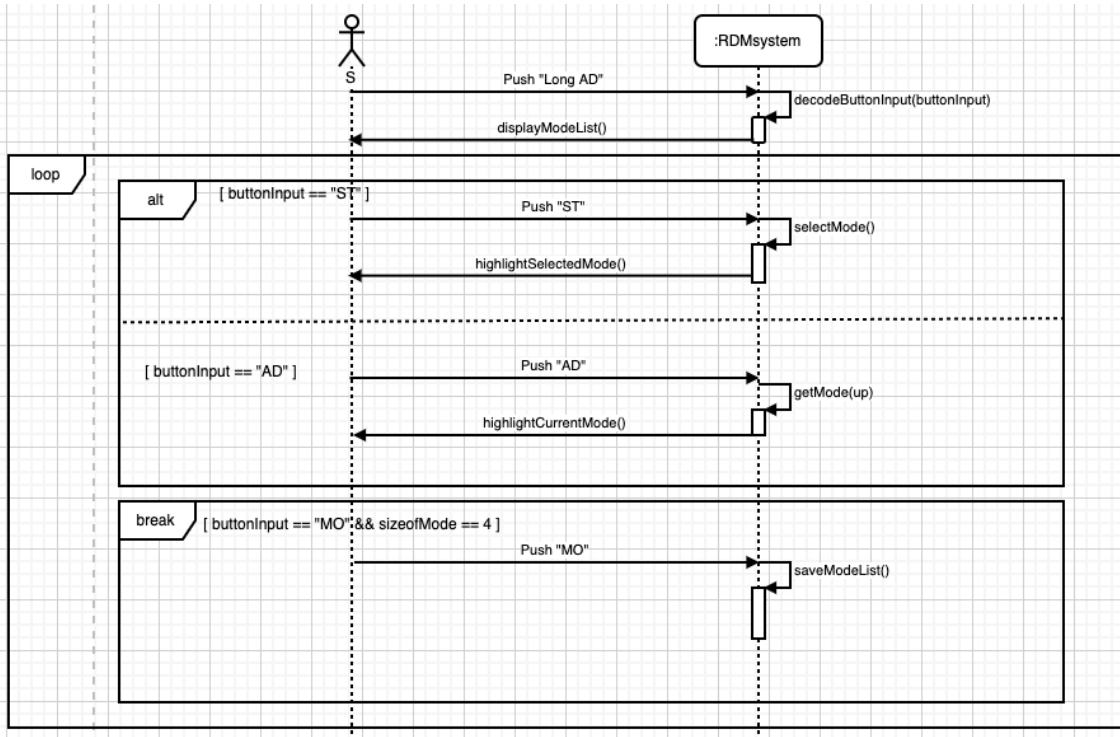 :RDMsystem
S
Push "Long AD"
decodeButtonInput(buttonInput)
displayModeList()
loop
alt
[ buttonInput == "ST" ]
Push "ST"
selectMode()
highlightSelectedMode()
[ buttonInput == "AD" ]
Push "AD"
getMode(up)
highlightCurrentMode()
break
[ buttonInput == "MO" && sizeofMode == 4 ]
Push "MO"
saveModeList()